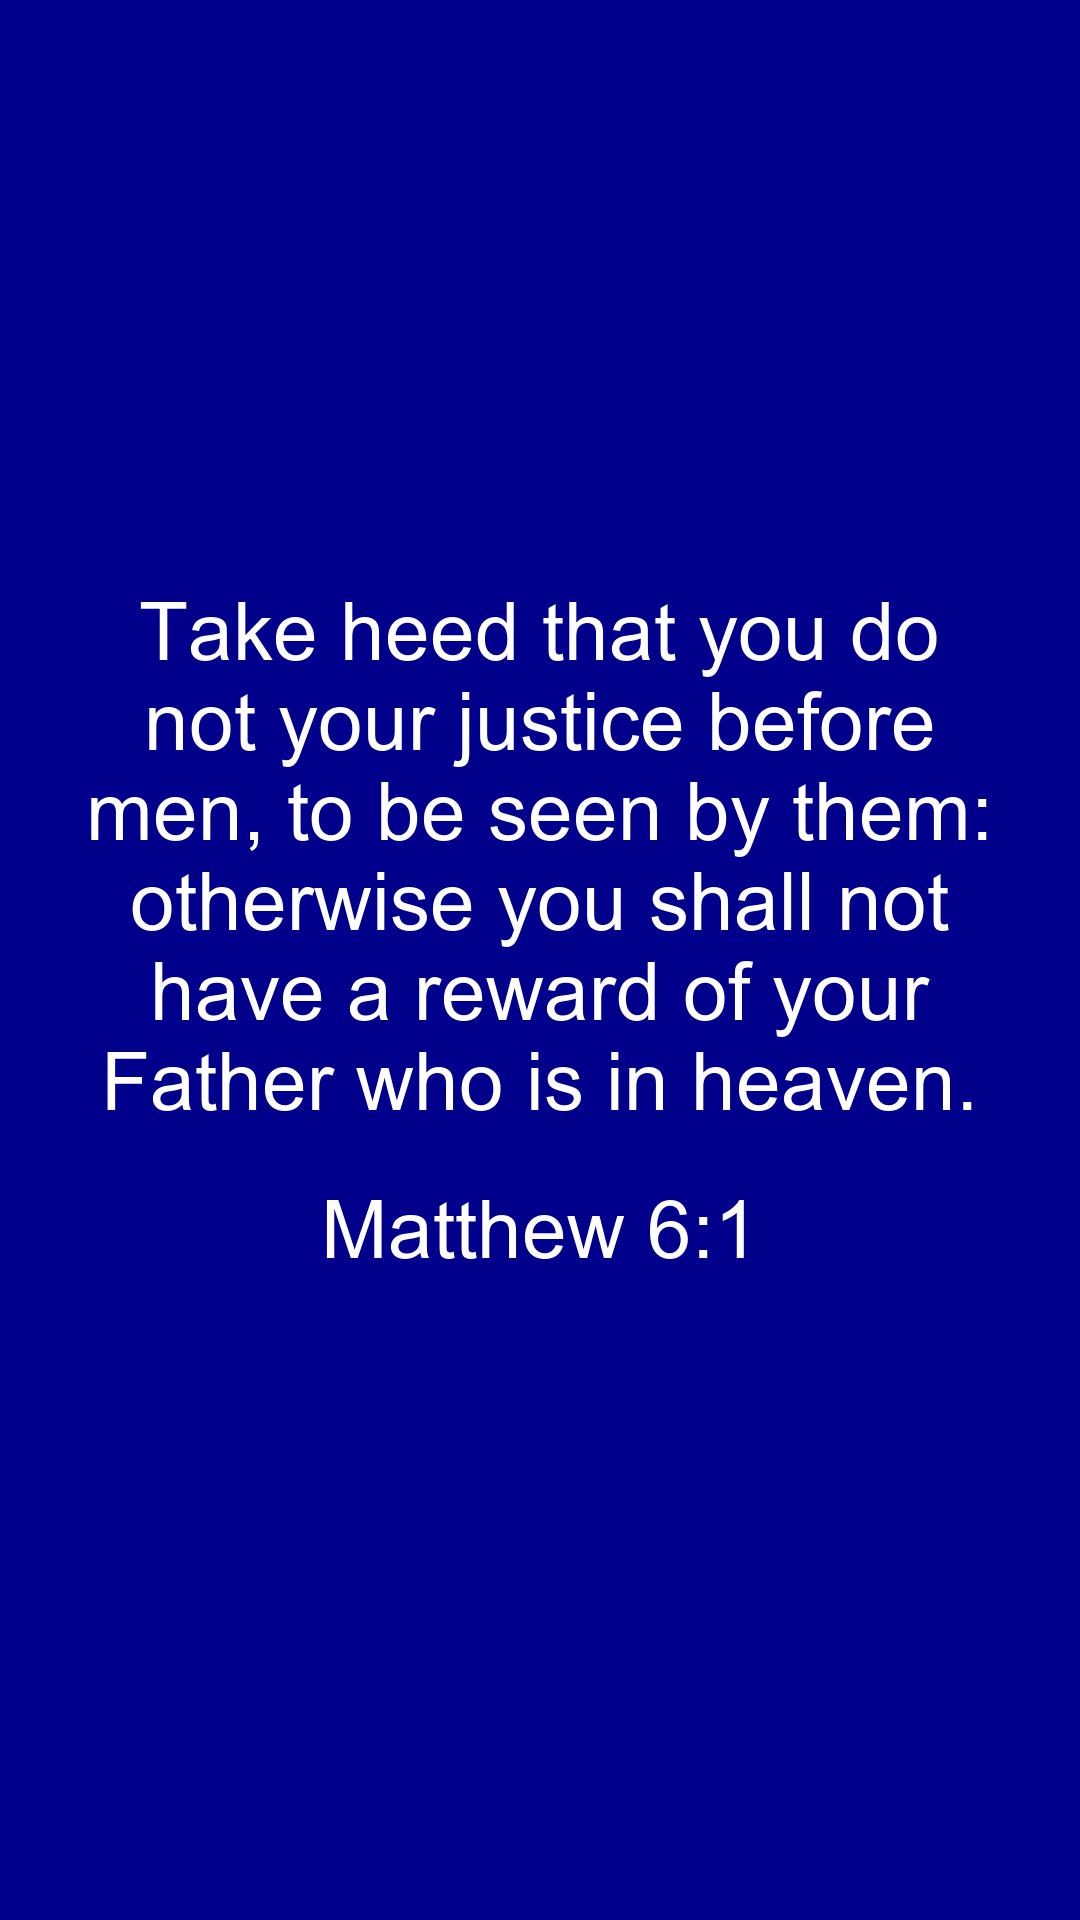 Take heed that you do
not your justice before
men, to be seen by them:
otherwise you shall not
have a reward of your
Father who is in heaven.
Matthew 6:1